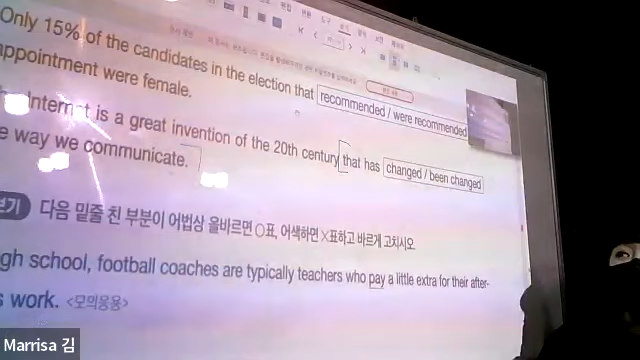 Only 15% of the candidates in the election that recommended / were recommended
appointment were female.
Internet is a great invention of the 20th century that has changed / been changed
way we communicate.
보기 다음 밑줄 친 부분이 어법상 올바르면 O표, 어색하면 X표하고 바르게 고치시오
gh school, football coaches are typically teachers who pay a little extra for their after-
s work. <모의응용>
Marrisa 김